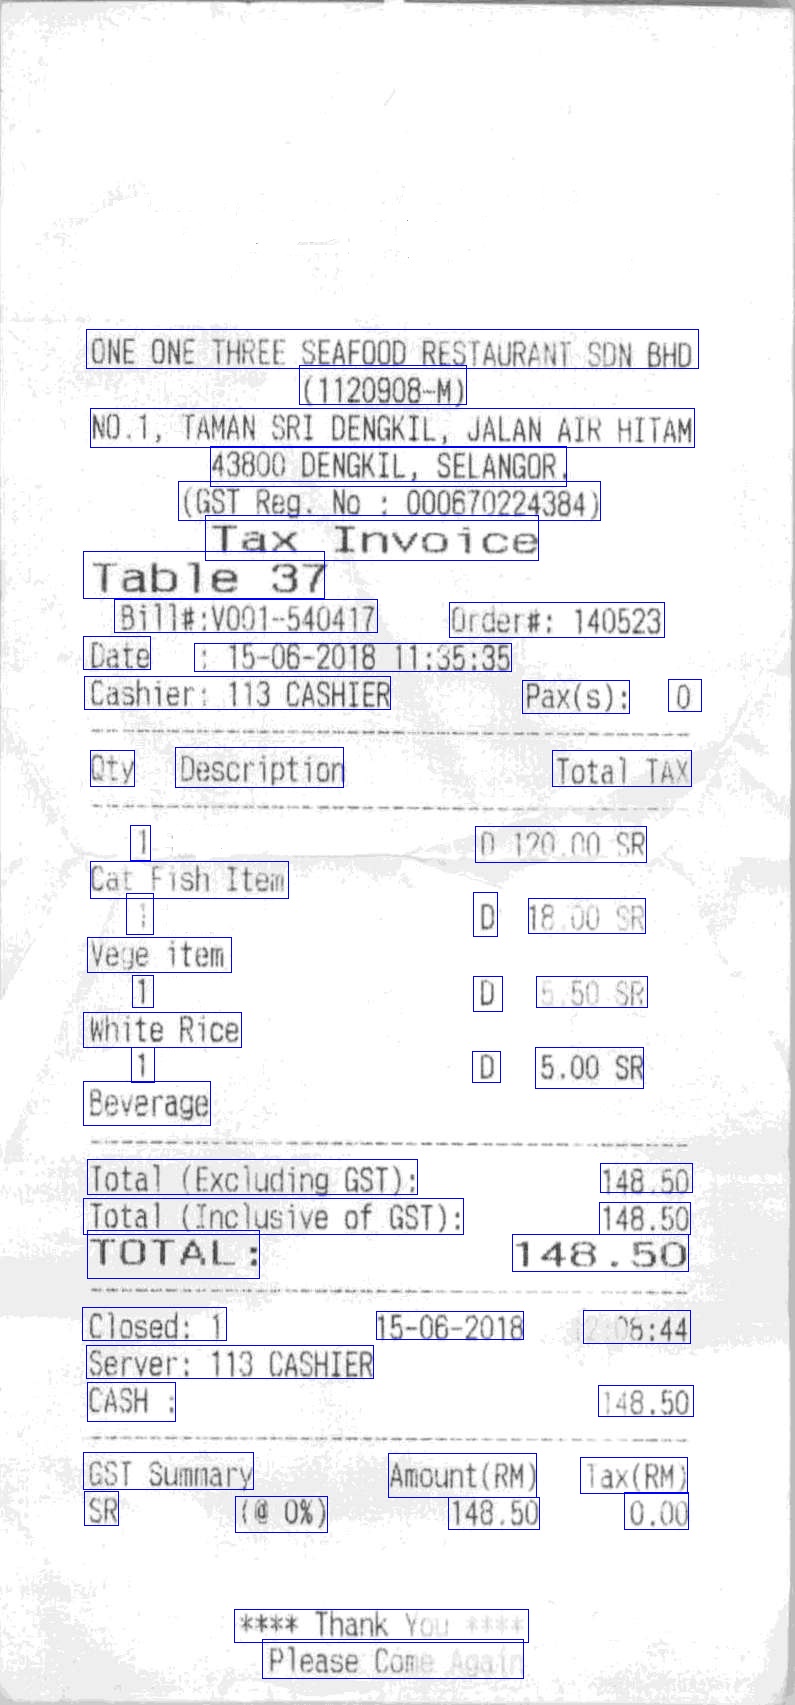 ONE ONE THREE SEAFOOD RESTAURANT SDN BHD
(1120908-M)
NO.1, TAMAN SRI DENGKIL, JALAN AIR HITAM
43800 DENGKIL, SELANGOR.
(GST Reg. No : 000670224384)
Tax Invoice
Table 37
Bill#:V001-540417 Order#: 140523
Date : 15-06-2018 11:35:35
Cashier: 113 CASHIER Pax(s): 0
Qty Description Total TAX
1 D 120.00 SR
Cat Fish Item
1 D 18.00 SR
Vege item
1 D 5.50 SR
White Rice
1 D 5.00 SR
Beverage
Total (Excluding GST): 148.50
Total (Inclusive of GST): 148.50
TOTAL: 148.50
Closed: 1 15-06-2018 12:08:44
Server: 113 CASHIER
CASH : 148.50
GST Summary Amount(RM) Tax(RM)
SR (@ 0%) 148.50 0.00
**** Thank You ****
Please Come Again